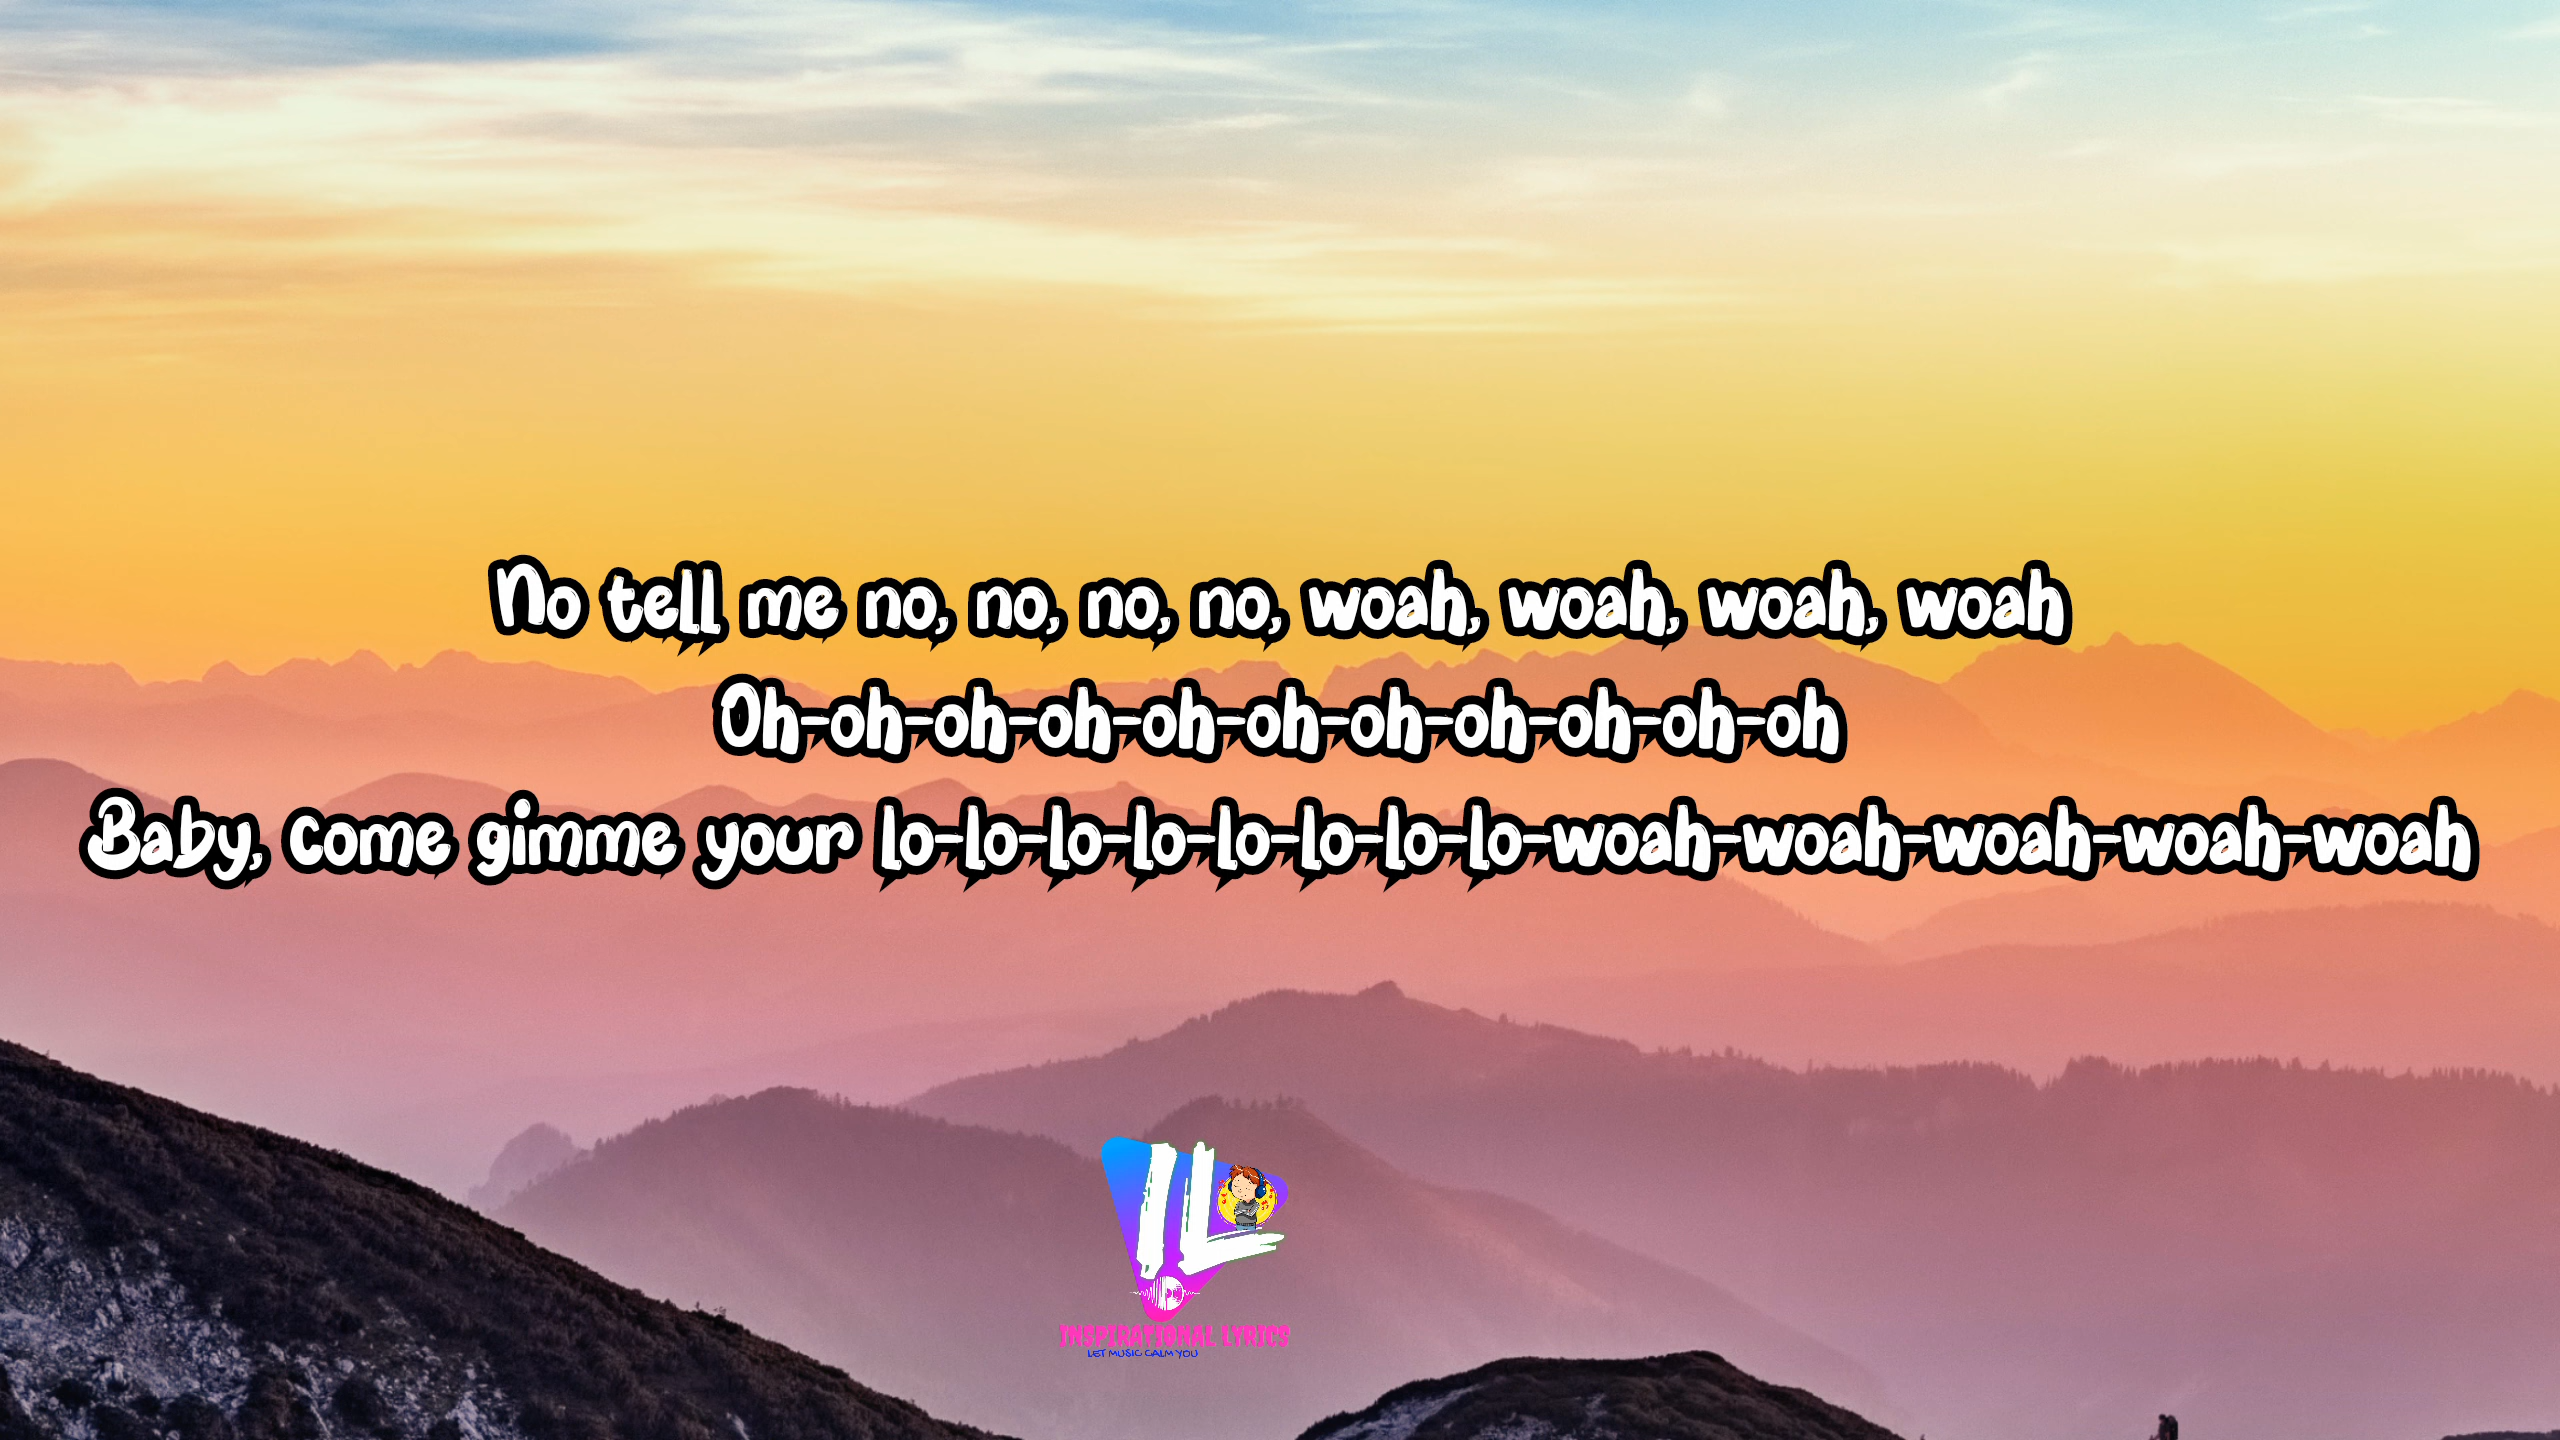 No tell me no, no, no, no, woah, woah, woah, woah
Oh-oh-oh-oh-oh-oh-oh-oh-oh-oh-oh
Baby, come gimme your lo-lo-lo-lo-lo-lo-lo-lo-woah-woah-woah-woah-woah
IL
INSPIRATIONAL LYRICS
LET MUSIC CALM YOU